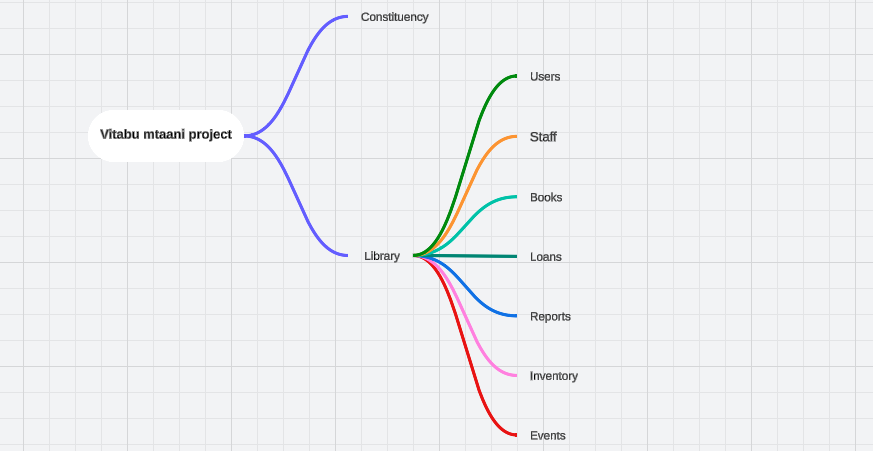 Constituency
Users
Vitabu mtaani project
Staff
Books
Library
Loans
Reports
Inventory
Events